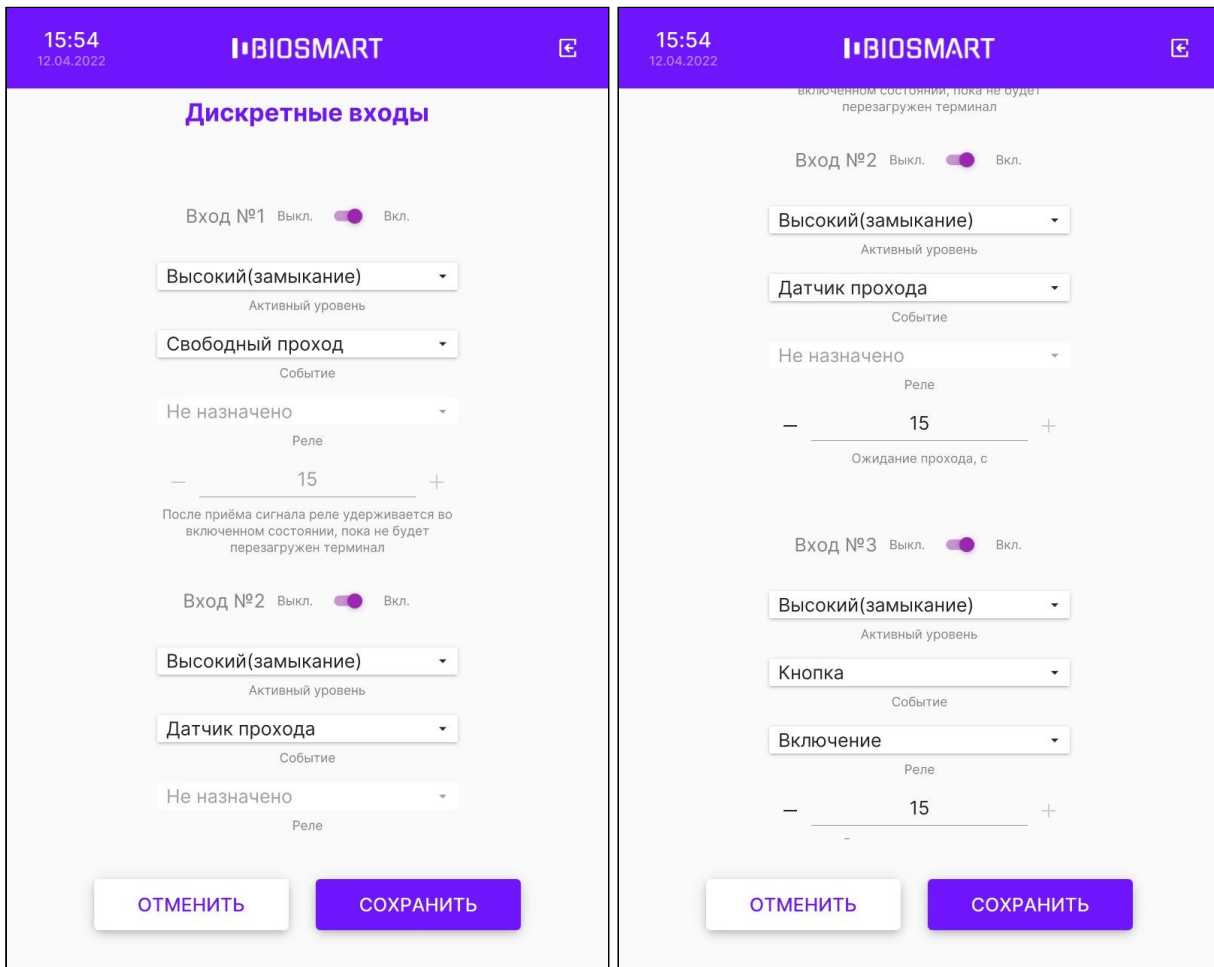 15:54
12.04.2022
BIOSMART
Дискретные входы
Вход №1 Выкл. Вкл.
Высокий(замыкание)
Активный уровень
Свободный проход
Событие
Не назначено
Реле
– 15 +
После приёма сигнала реле удерживается во
включенном состоянии, пока не будет
перезагружен терминал
Вход №2 Выкл. Вкл.
Высокий(замыкание)
Активный уровень
Датчик прохода
Событие
Не назначено
Реле
ОТМЕНИТЬ СОХРАНИТЬ
15:54
12.04.2022
BIOSMART
включенном состоянии, пока не будет
перезагружен терминал
Вход №2 Выкл. Вкл.
Высокий(замыкание)
Активный уровень
Датчик прохода
Событие
Не назначено
Реле
– 15 +
Ожидание прохода, с
Вход №3 Выкл. Вкл.
Высокий(замыкание)
Активный уровень
Кнопка
Событие
Включение
Реле
– 15 +
ОТМЕНИТЬ СОХРАНИТЬ